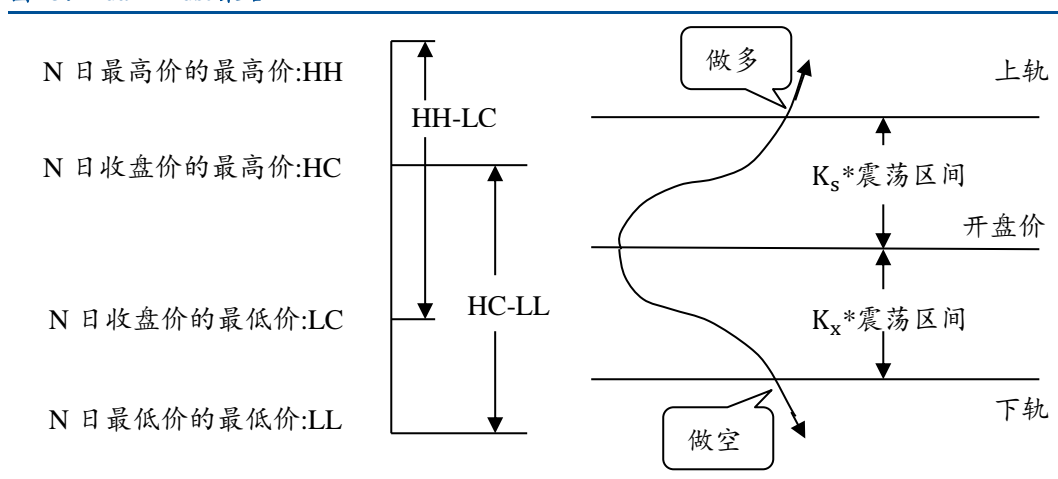 N 日最高价的最高价:HH
N 日收盘价的最高价:HC
N 日收盘价的最低价:LC
N 日最低价的最低价:LL
HH-LC
HC-LL
做多
上轨
Kₛ*震荡区间
开盘价
Kₓ*震荡区间
下轨
做空